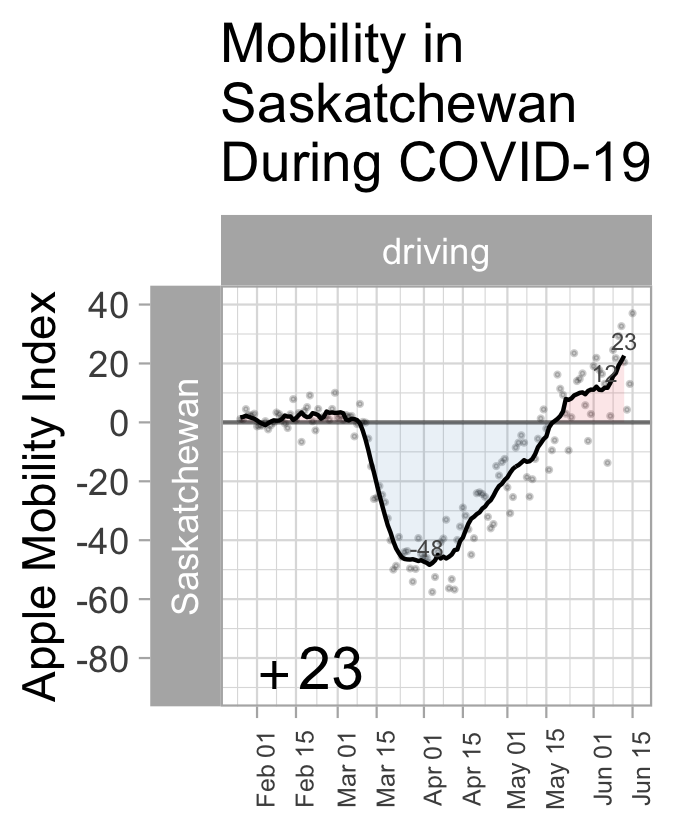 Mobility in
Saskatchewan
During COVID-19
driving
Apple Mobility Index
Saskatchewan
40
20
0
-20
-40
-60
-80
23
12
-48
+23
Feb 01
Feb 15
Mar 01
Mar 15
Apr 01
Apr 15
May 01
May 15
Jun 01
Jun 15